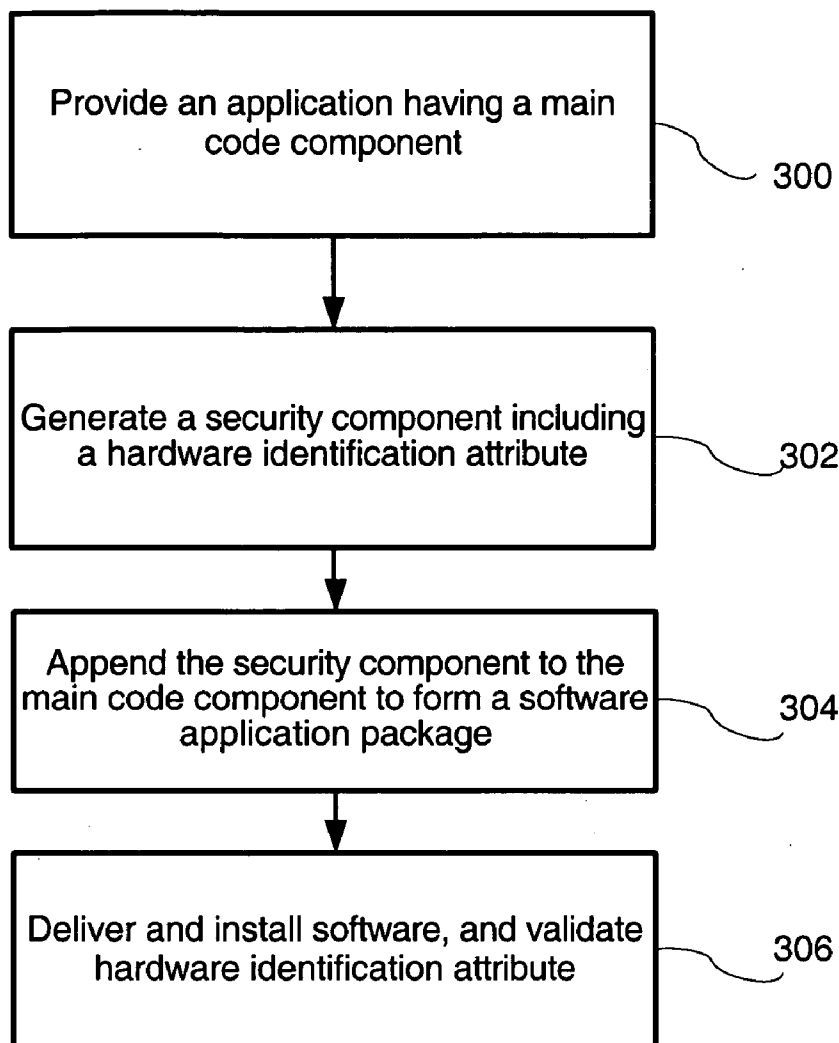 Provide an application having a main
code component
300
Generate a security component including
a hardware identification attribute
302
Append the security component to the
main code component to form a software
application package
304
Deliver and install software, and validate
hardware identification attribute
306